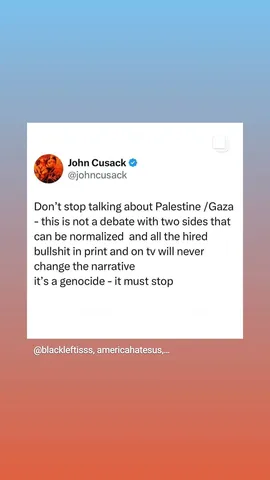 John Cusack
@johncusack
Don't stop talking about Palestine /Gaza
- this is not a debate with two sides that
can be normalized  and all the hired
bullshit in print and on tv will never
change the narrative
it's a genocide - it must stop
@blackleftisss, americahatesus,...